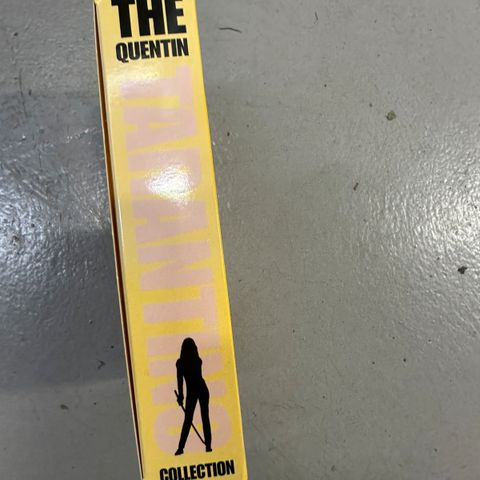 THE
QUENTIN
TARANTINO
COLLECTION